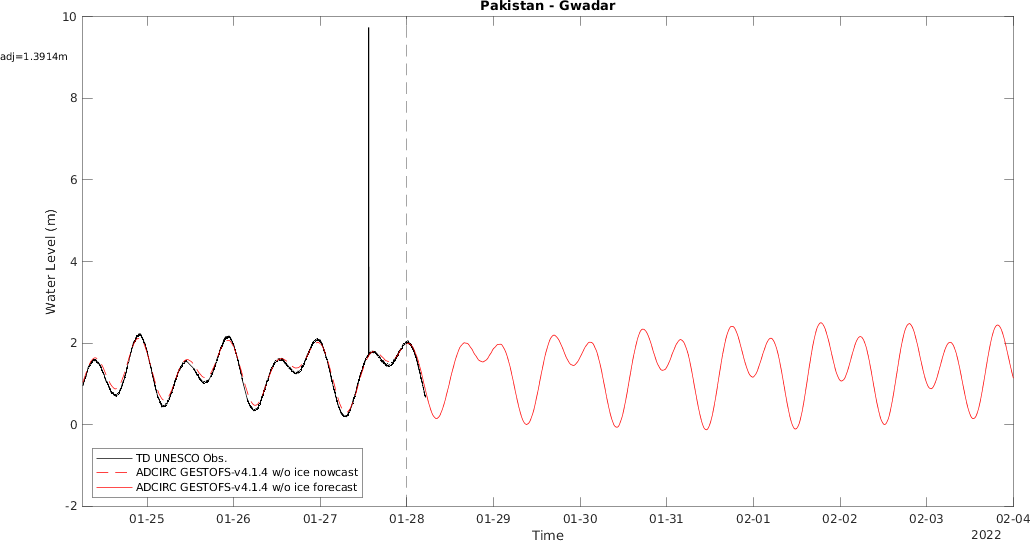 Pakistan - Gwadar
adj=1.3914m
10
8
6
4
2
0
-2
Water Level (m)
TD UNESCO Obs.
ADCIRC GESTOFS-v4.1.4 w/o ice nowcast
ADCIRC GESTOFS-v4.1.4 w/o ice forecast
01-25 01-26 01-27 01-28 01-29 01-30 01-31 02-01 02-02 02-03 02-04
Time
2022